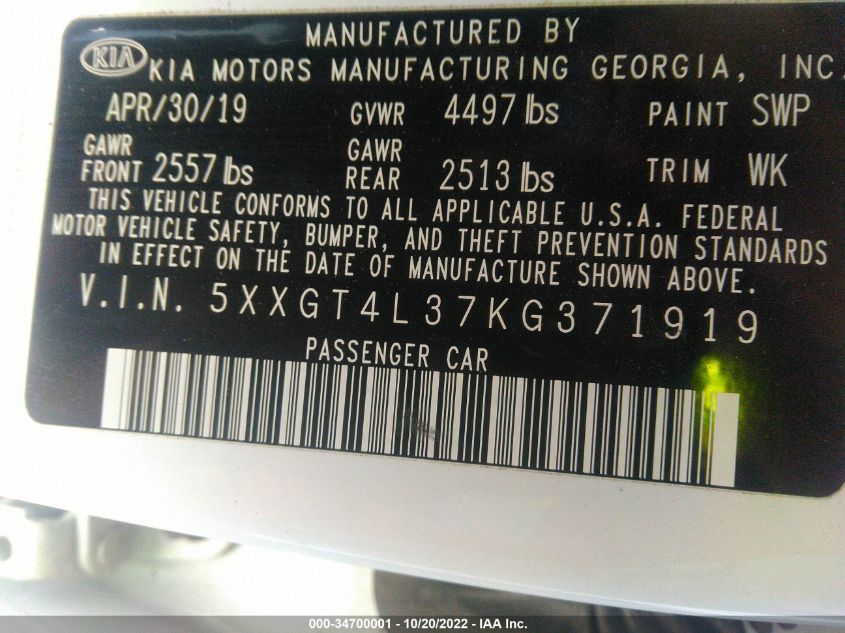 MANUFACTURED BY
KIA KIA MOTORS MANUFACTURING GEORGIA, INC.
APR/30/19 GVWR 4497 lbs PAINT SWP
GAWR FRONT 2557 lbs GAWR REAR 2513 lbs TRIM WK
THIS VEHICLE CONFORMS TO ALL APPLICABLE U.S.A. FEDERAL
MOTOR VEHICLE SAFETY, BUMPER, AND THEFT PREVENTION STANDARDS
IN EFFECT ON THE DATE OF MANUFACTURE SHOWN ABOVE.
V.I.N. 5XXGT4L37KG371919
PASSENGER CAR
000-34700001 - 10/20/2022 - IAA Inc.